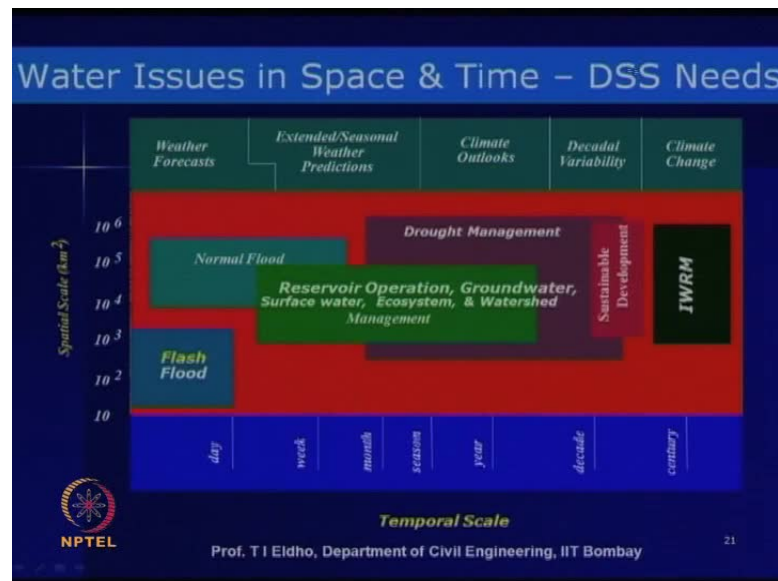 Water Issues in Space & Time – DSS Needs
Weather
Forecasts
Extended/Seasonal
Weather
Predictions
Climate
Outlooks
Decadal
Variability
Climate
Change
Spatial Scale (km²)
10⁶
10⁵
10⁴
10³
10²
10
Normal Flood
Drought Management
Reservoir Operation, Groundwater,
Surface water, Ecosystem, & Watershed
Management
Sustainable
Development
IWRM
Flash
Flood
day
week
month
season
year
decade
century
Temporal Scale
NPTEL
Prof. T I Eldho, Department of Civil Engineering, IIT Bombay
21